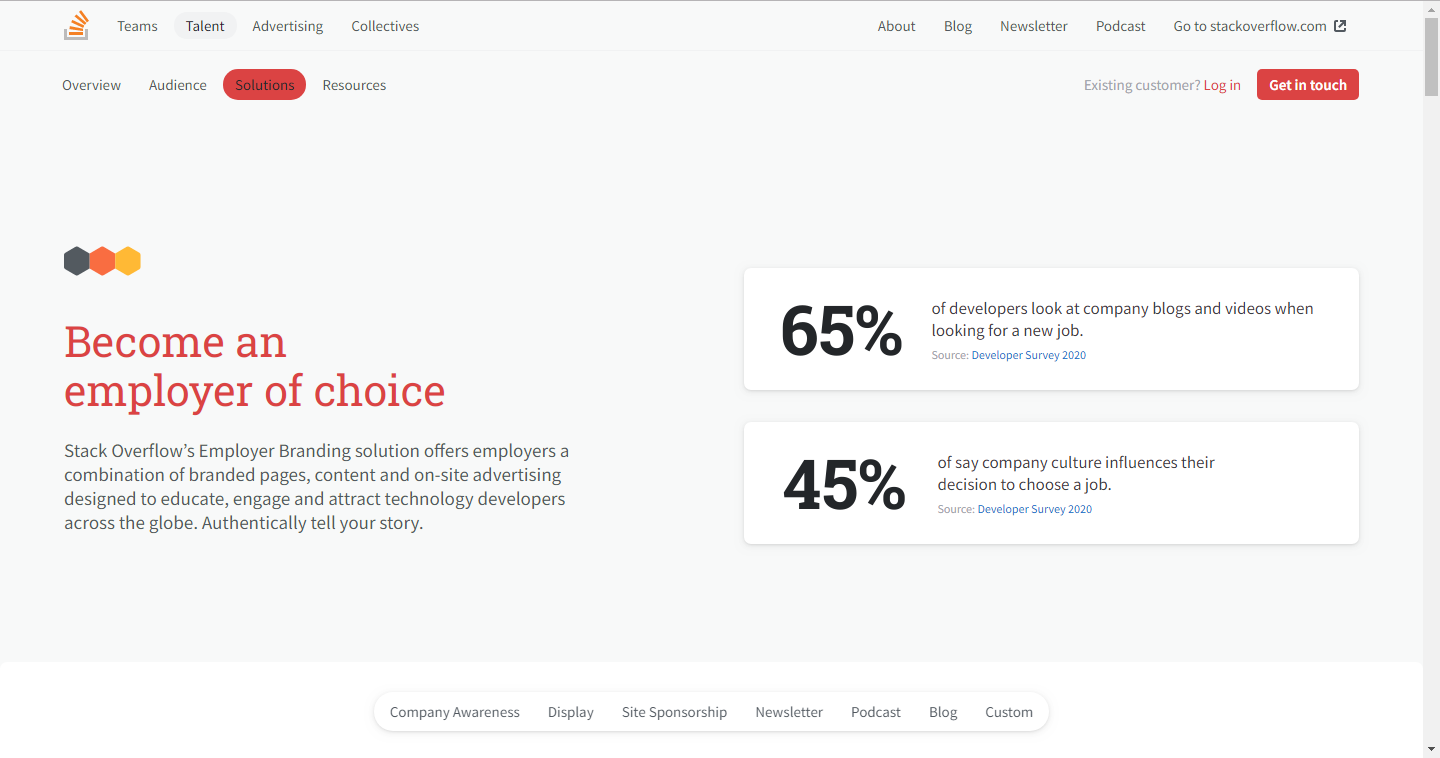 Teams Talent Advertising Collectives About Blog Newsletter Podcast Go to stackoverflow.com
Overview Audience Solutions Resources Existing customer? Log in Get in touch
Become an
employer of choice
Stack Overflow’s Employer Branding solution offers employers a
combination of branded pages, content and on-site advertising
designed to educate, engage and attract technology developers
across the globe. Authentically tell your story.
65%
of developers look at company blogs and videos when
looking for a new job.
Source: Developer Survey 2020
45%
of say company culture influences their
decision to choose a job.
Source: Developer Survey 2020
Company Awareness Display Site Sponsorship Newsletter Podcast Blog Custom